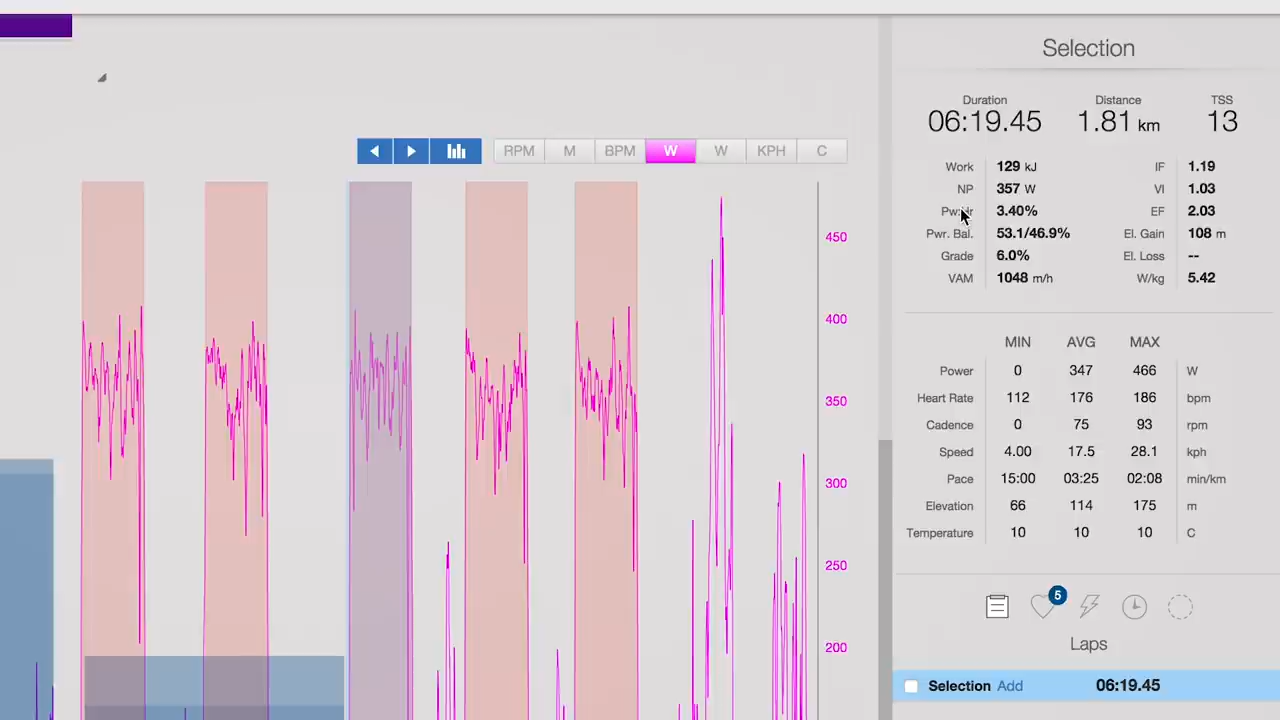 Selection
Duration Distance TSS
06:19.45 1.81 km 13
RPM M BPM W W KPH C
Work 129 kJ IF 1.19
NP 357 W VI 1.03
3.40% EF 2.03
Pwr. Bal. 53.1/46.9% El. Gain 108 m
Grade 6.0% El. Loss --
VAM 1048 m/h W/kg 5.42
450
400
350
300
250
200
MIN AVG MAX
Power 0 347 466 W
Heart Rate 112 176 186 bpm
Cadence 0 75 93 rpm
Speed 4.00 17.5 28.1 kph
Pace 15:00 03:25 02:08 min/km
Elevation 66 114 175 m
Temperature 10 10 10 C
5
Laps
Selection Add 06:19.45